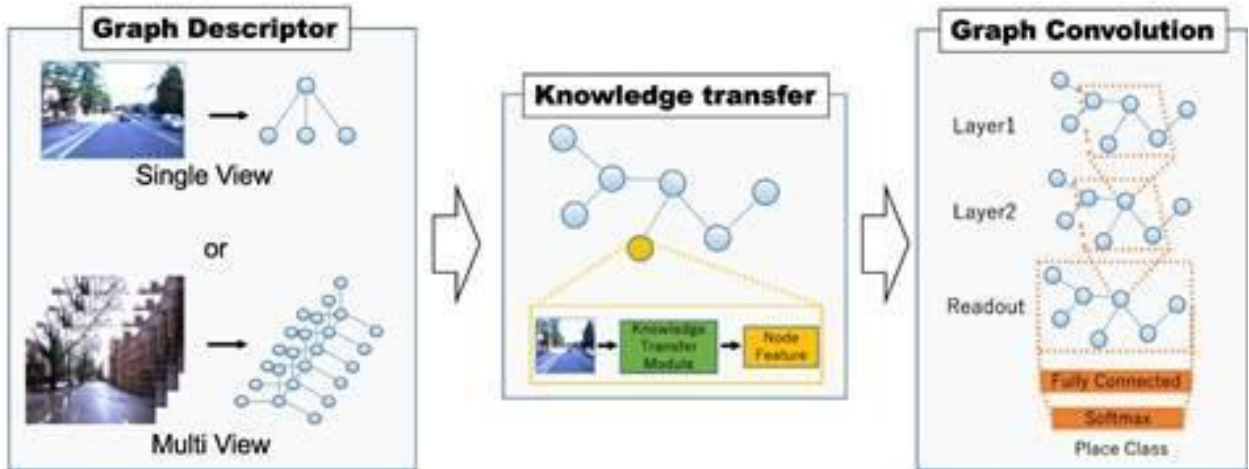 Graph Descriptor
Single View
or
Multi View
Knowledge transfer
Knowledge
Transfer
Module
Node
Feature
Graph Convolution
Layer1
Layer2
Readout
Fully Connected
Softmax
Place Class